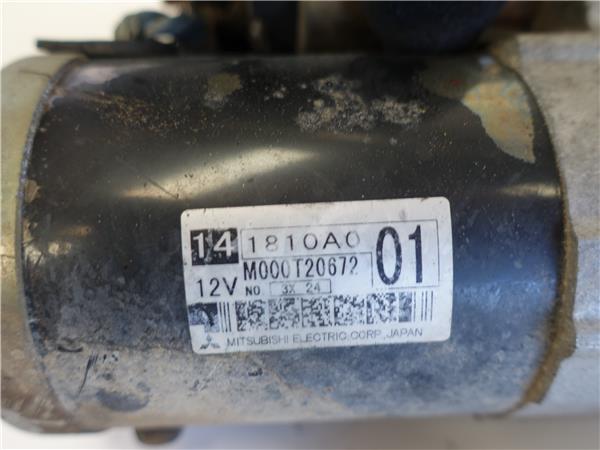 14 1810A0 01
M000T20672
12V NO 3X 24
MITSUBISHI ELECTRIC CORP. JAPAN